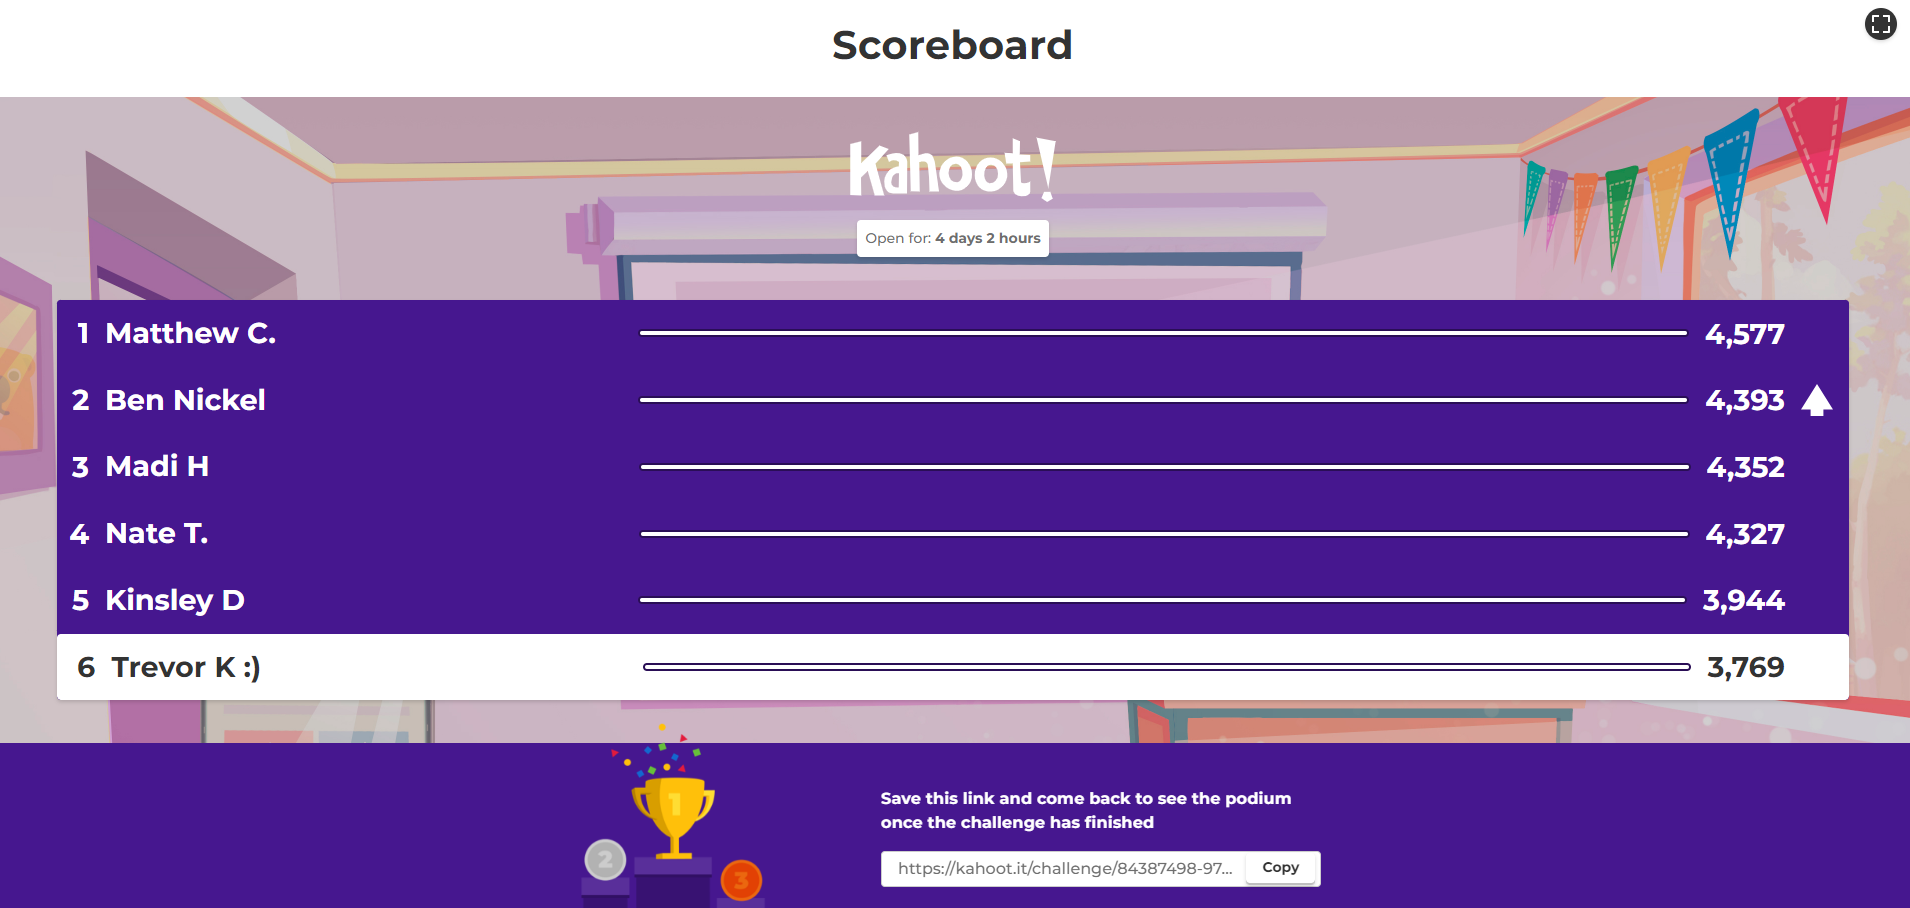 Scoreboard
Kahoot!
Open for: 4 days 2 hours
1 Matthew C. 4,577
2 Ben Nickel 4,393
3 Madi H 4,352
4 Nate T. 4,327
5 Kinsley D 3,944
6 Trevor K :) 3,769
1
2
3
Save this link and come back to see the podium
once the challenge has finished
https://kahoot.it/challenge/84387498-97... Copy